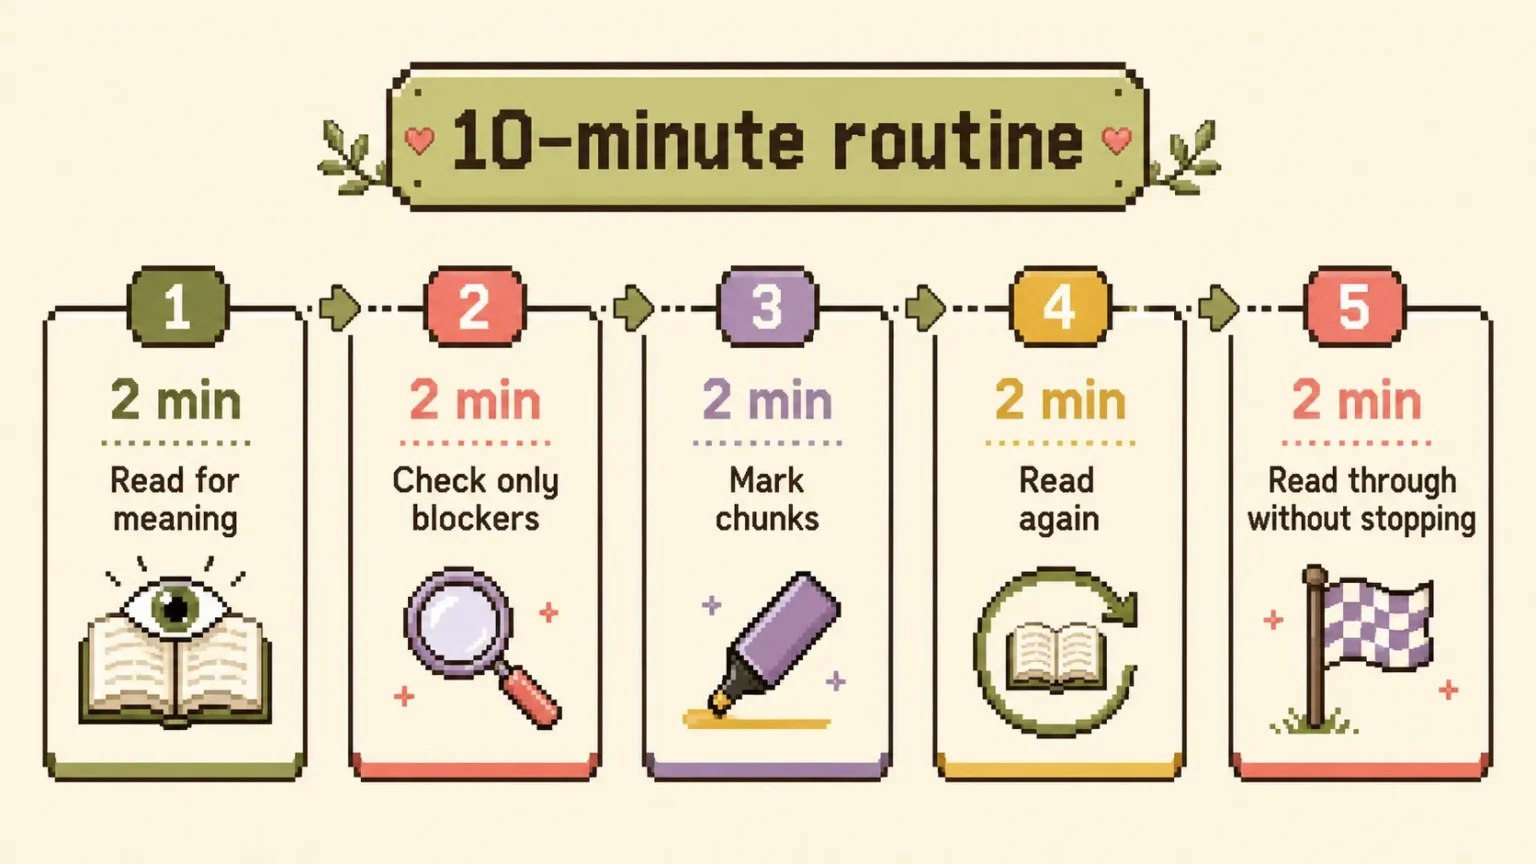 10-minute routine
1
2 min
Read for
meaning
2
2 min
Check only
blockers
3
2 min
Mark
chunks
4
2 min
Read
again
5
2 min
Read through
without stopping